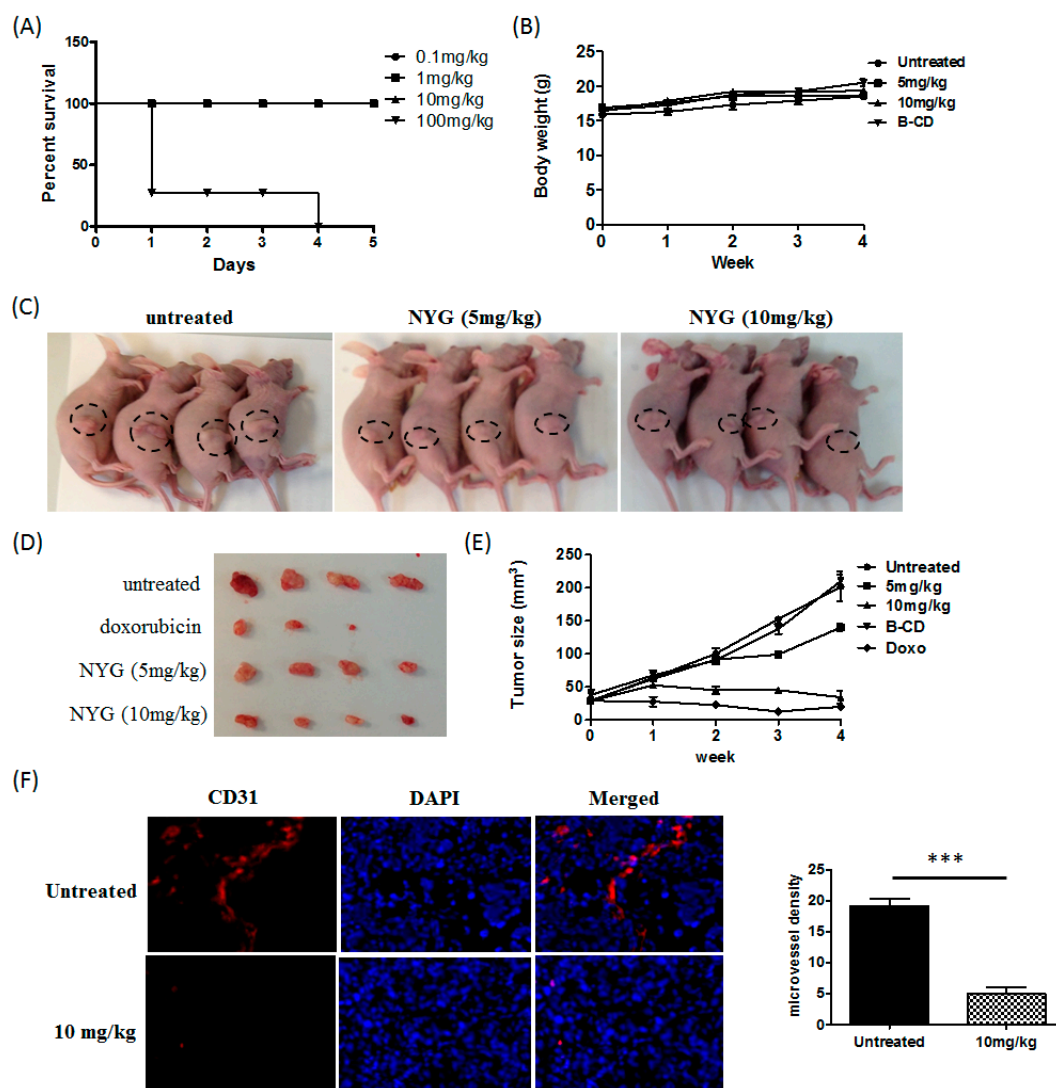 (A)
150
100
50
0
Percent survival
0 1 2 3 4 5
Days
0.1mg/kg
1mg/kg
10mg/kg
100mg/kg
(B)
25
20
15
10
5
0
Body weight (g)
0 1 2 3 4
Week
Untreated
5mg/kg
10mg/kg
B-CD
(C)
untreated NYG (5mg/kg) NYG (10mg/kg)
(D)
untreated
doxorubicin
NYG (5mg/kg)
NYG (10mg/kg)
(E)
250
200
150
100
50
0
Tumor size (mm³)
0 1 2 3 4
week
Untreated
5mg/kg
10mg/kg
B-CD
Doxo
(F)
CD31 DAPI Merged
Untreated
10 mg/kg
***
25
20
15
10
5
0
microvessel density
Untreated 10mg/kg